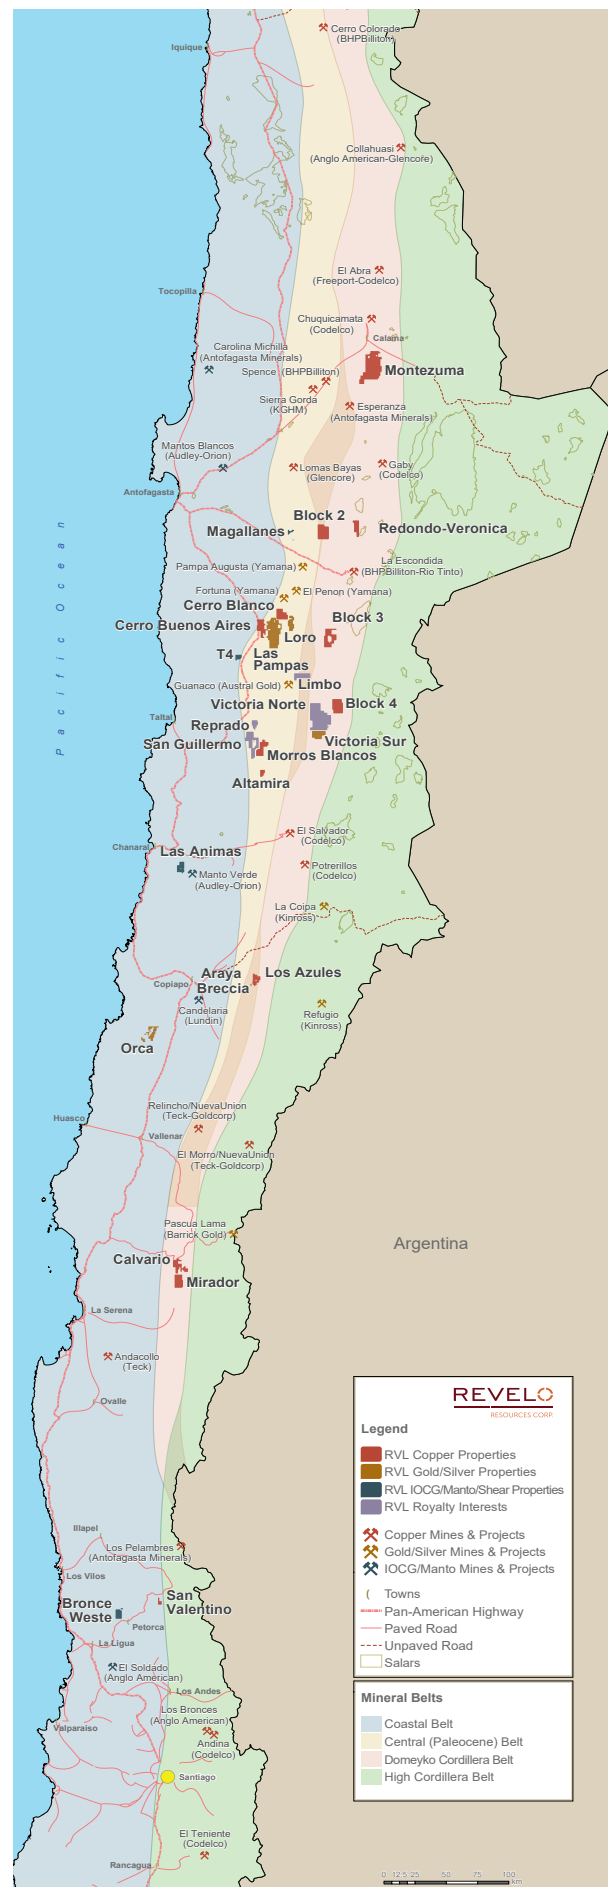 Cerro Colorado
(BHPBilliton)
Iquique
Collahuasi
(Anglo American-Glencore)
El Abra
(Freeport-Codelco)
Tocopilla
Chuquicamata
(Codelco)
Calama
Carolina Michilla
(Antofagasta Minerals)
Spence (BHPBilliton)
Montezuma
Sierra Gorda
(KGHM)
Esperanza
(Antofagasta Minerals)
Mantos Blancos
(Audley-Orion)
Lomas Bayas
(Glencore)
Gaby
(Codelco)
Antofagasta
Block 2
Magallanes
Redondo-Veronica
Pacific Ocean
Pampa Augusta (Yamana)
La Escondida
(BHPBilliton-Rio Tinto)
Fortuna (Yamana)
El Penon (Yamana)
Cerro Blanco
Cerro Buenos Aires
Block 3
Loro
T4
Las
Pampas
Guanaco (Austral Gold)
Limbo
Victoria Norte
Block 4
Taltal
Reprado
San Guillermo
Victoria Sur
Morros Blancos
Altamira
El Salvador
(Codelco)
Chanaral
Las Animas
Potrerillos
(Codelco)
Manto Verde
(Audley-Orion)
La Coipa
(Kinross)
Araya
Breccia
Los Azules
Copiapo
Candelaria
(Lundin)
Refugio
(Kinross)
Orca
Relincho/NuevaUnion
(Teck-Goldcorp)
Huasco
Vallenar
El Morro/NuevaUnion
(Teck-Goldcorp)
Pascua Lama
(Barrick Gold)
Argentina
Calvario
Mirador
La Serena
Andacollo
(Teck)
Ovalle
REVELO
RESOURCES CORP.
Legend
RVL Copper Properties
RVL Gold/Silver Properties
RVL IOCG/Manto/Shear Properties
RVL Royalty Interests
Copper Mines & Projects
Gold/Silver Mines & Projects
IOCG/Manto Mines & Projects
Towns
Pan-American Highway
Paved Road
Unpaved Road
Salars
Mineral Belts
Coastal Belt
Central (Paleocene) Belt
Domeyko Cordillera Belt
High Cordillera Belt
Illapel
Los Pelambres
(Antofagasta Minerals)
Los Vilos
Bronce
Weste
San
Valentino
Petorca
La Ligua
El Soldado
(Anglo American)
Los Andes
Los Bronces
(Anglo American)
Valparaiso
Andina
(Codelco)
Santiago
El Teniente
(Codelco)
Rancagua
0 12.5 25 50 75 100
km